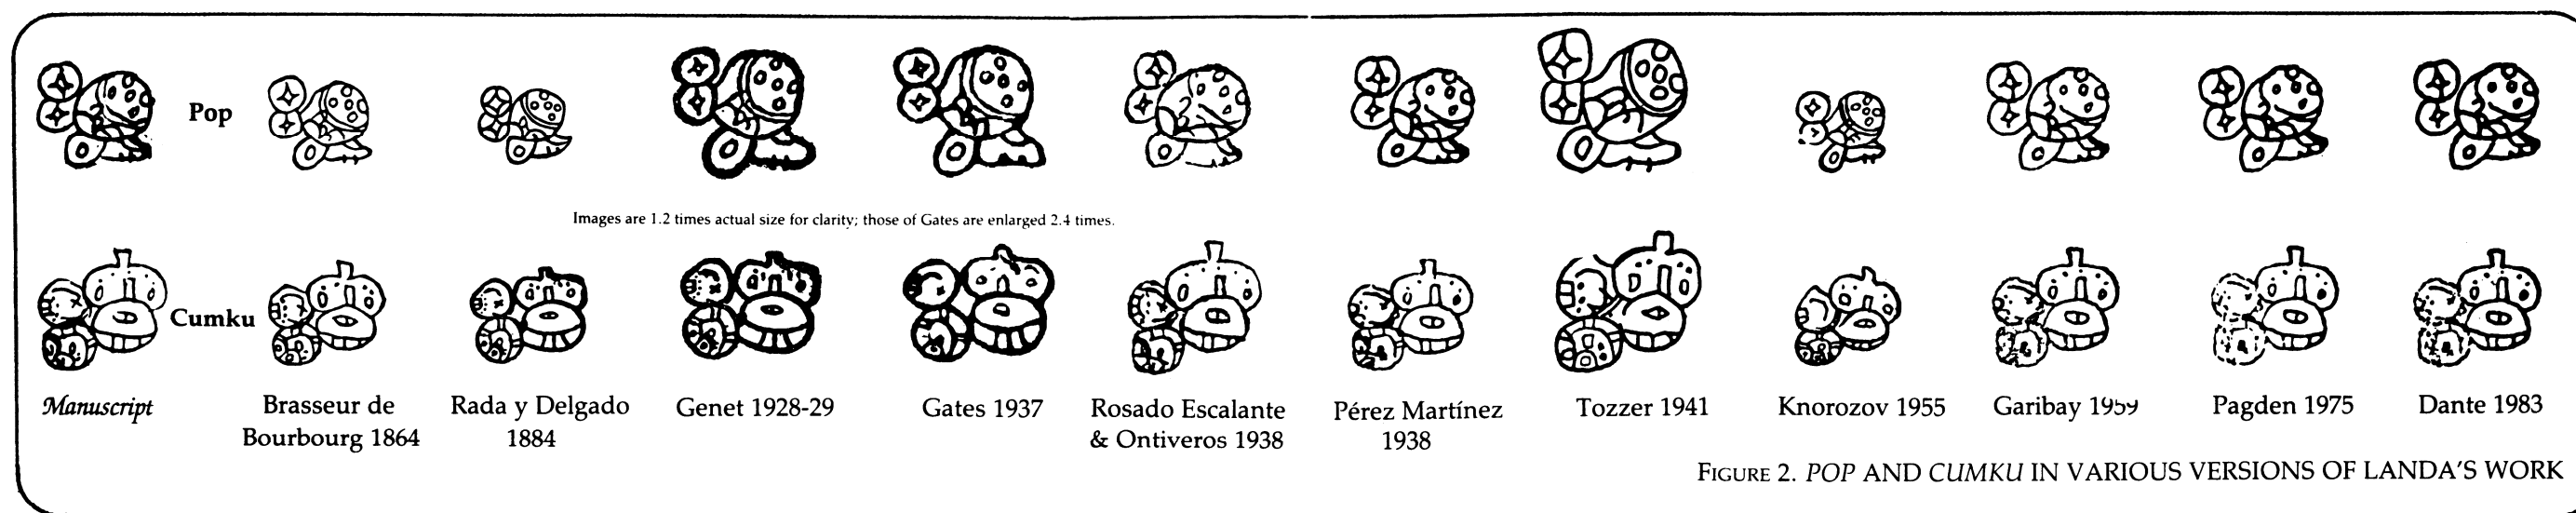 Pop
Images are 1.2 times actual size for clarity; those of Gates are enlarged 2.4 times.
Cumku
Manuscript
Brasseur de
Bourbourg 1864
Rada y Delgado
1884
Genet 1928-29
Gates 1937
Rosado Escalante
& Ontiveros 1938
Pérez Martínez
1938
Tozzer 1941
Knorozov 1955
Garibay 1959
Pagden 1975
Dante 1983
FIGURE 2. POP AND CUMKU IN VARIOUS VERSIONS OF LANDA'S WORK